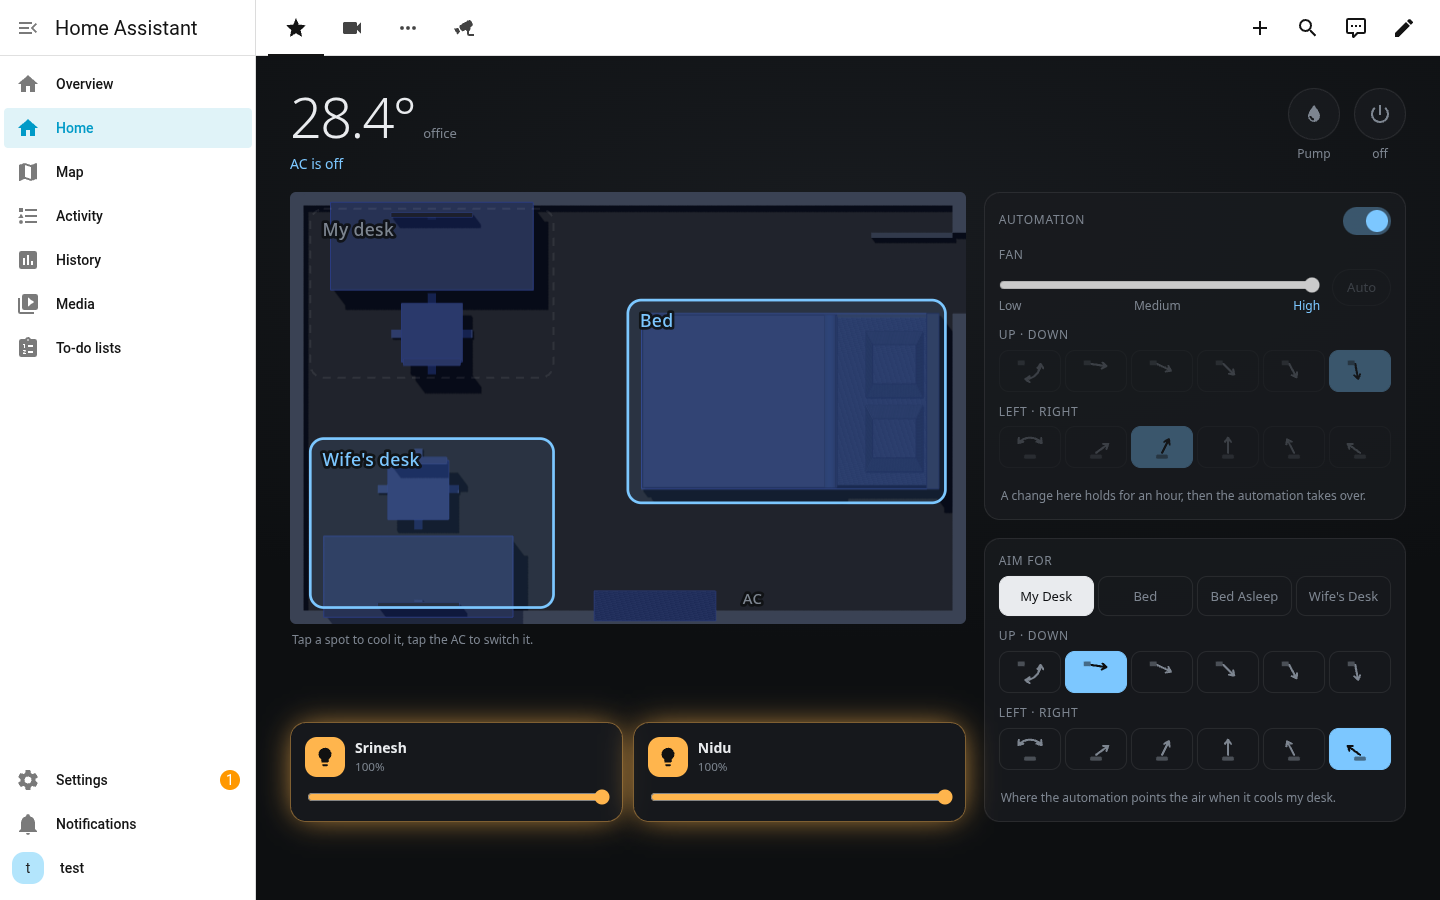 Home Assistant
Overview
Home
Map
Activity
History
Media
To-do lists
Settings
1
Notifications
t
test
28.4°
office
AC is off
Pump
off
My desk
Bed
Wife's desk
AC
Tap a spot to cool it, tap the AC to switch it.
Srinesh
100%
Nidu
100%
AUTOMATION
FAN
Auto
Low
Medium
High
UP · DOWN
LEFT · RIGHT
A change here holds for an hour, then the automation takes over.
AIM FOR
My Desk
Bed
Bed Asleep
Wife's Desk
UP · DOWN
LEFT · RIGHT
Where the automation points the air when it cools my desk.